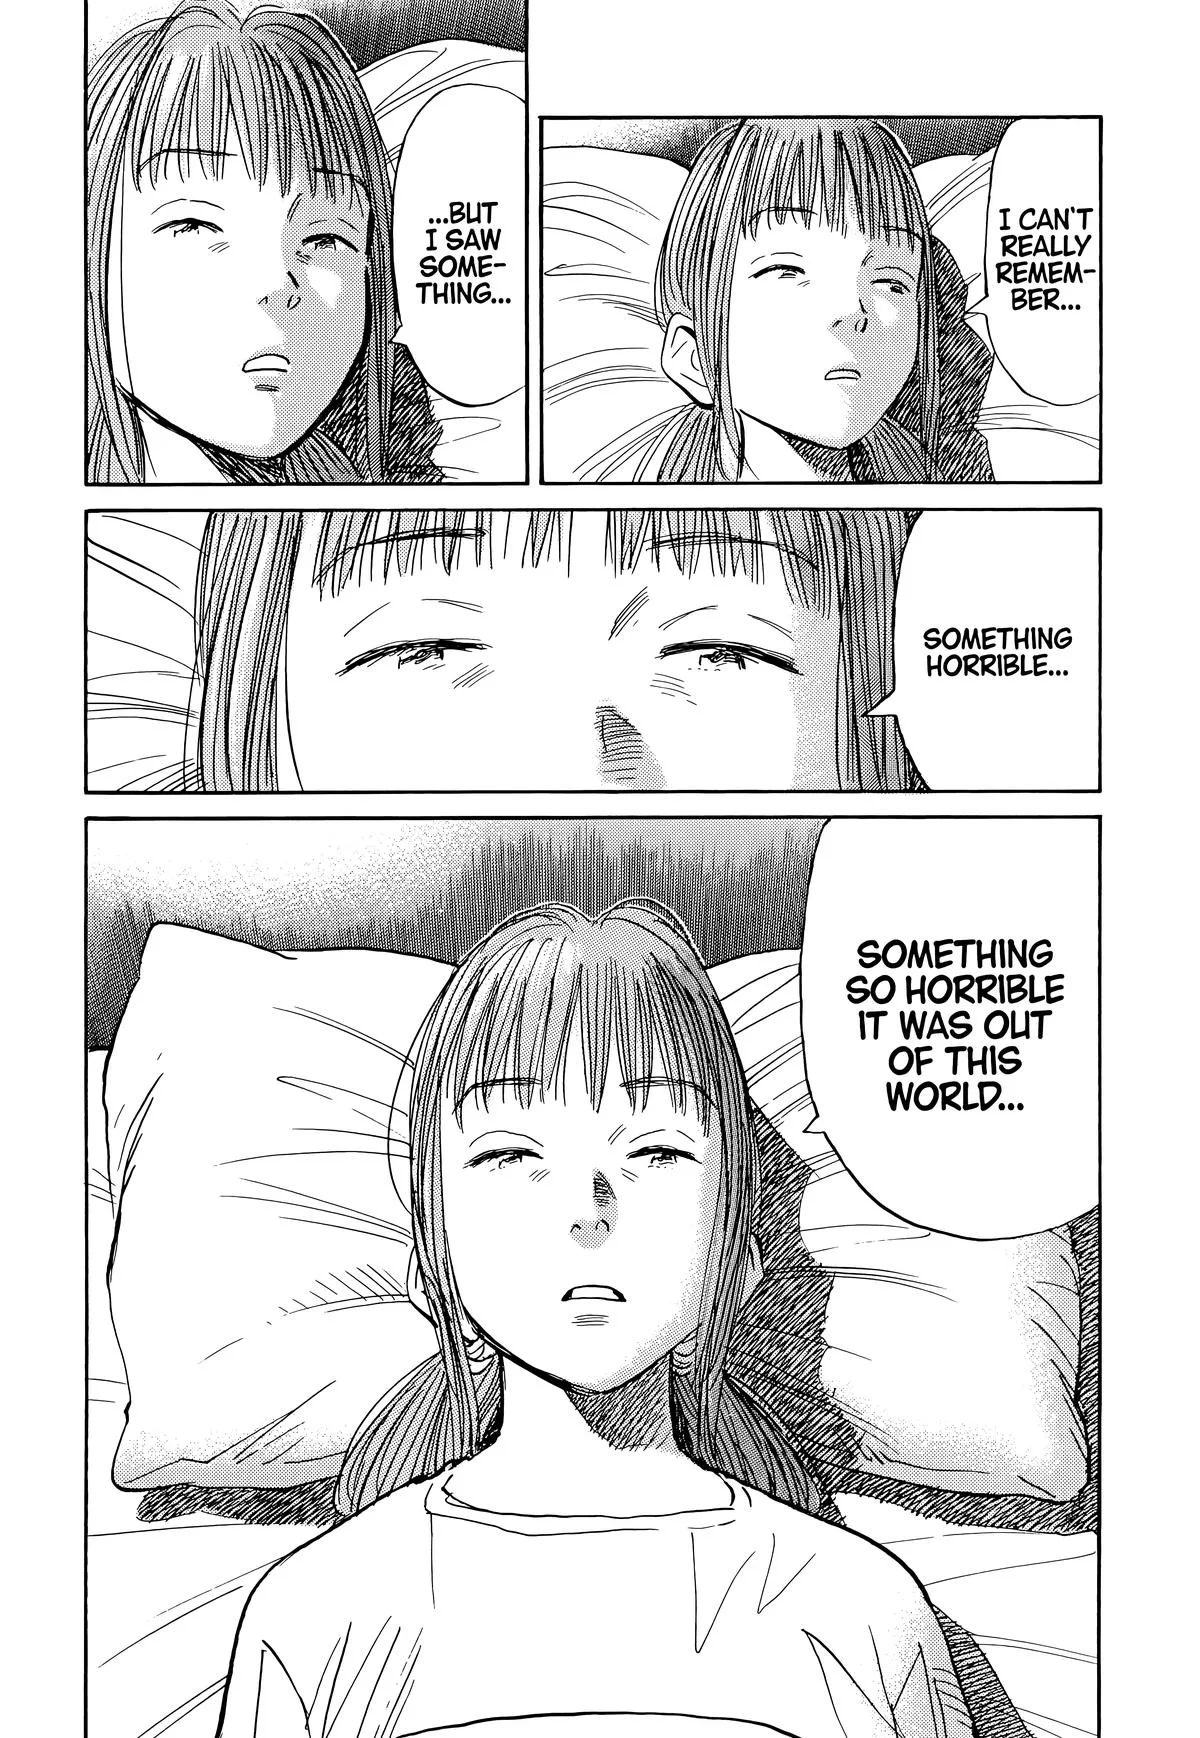 I CAN'T
REALLY
REMEM-
BER...
...BUT
I SAW
SOME-
THING...
SOMETHING
HORRIBLE...
SOMETHING
SO HORRIBLE
IT WAS OUT
OF THIS
WORLD...